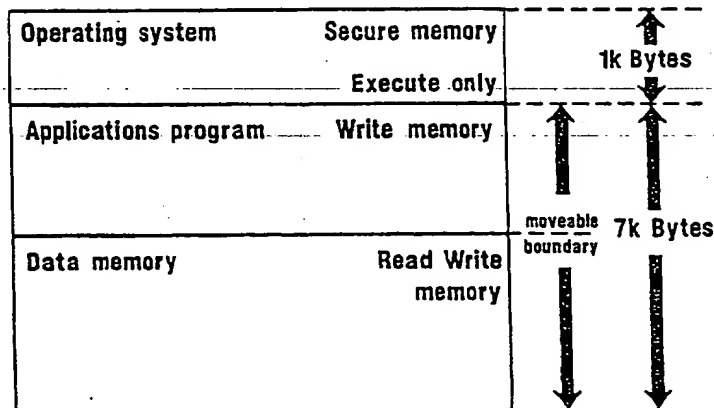 Operating system Secure memory
1k Bytes
Execute only
Applications program Write memory
moveable
boundary
7k Bytes
Data memory Read Write
memory